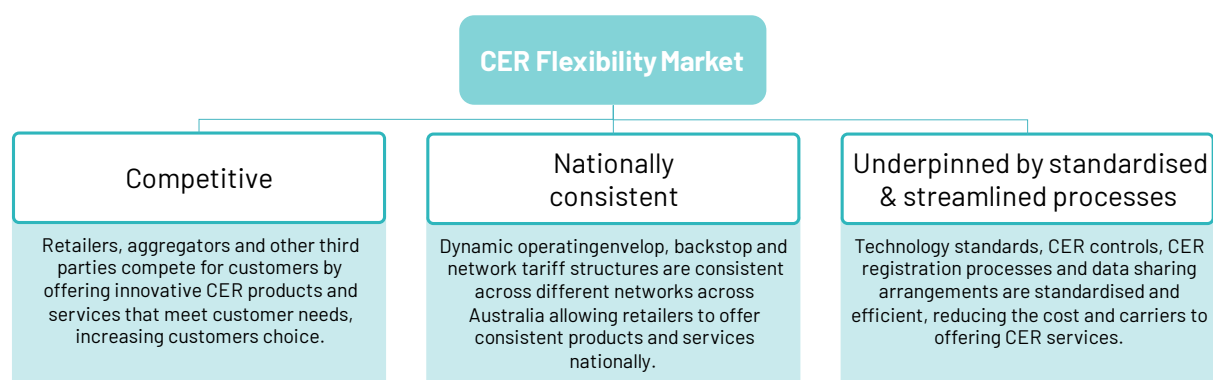 CER Flexibility Market
Competitive
Retailers, aggregators and other third
parties compete for customers by
offering innovative CER products and
services that meet customer needs,
increasing customers choice.
Nationally
consistent
Dynamic operatingenvelop, backstop and
network tariff structures are consistent
across different networks across
Australia allowing retailers to offer
consistent products and services
nationally.
Underpinned by standardised
& streamlined processes
Technology standards, CER controls, CER
registration processes and data sharing
arrangements are standardised and
efficient, reducing the cost and carriers to
offering CER services.